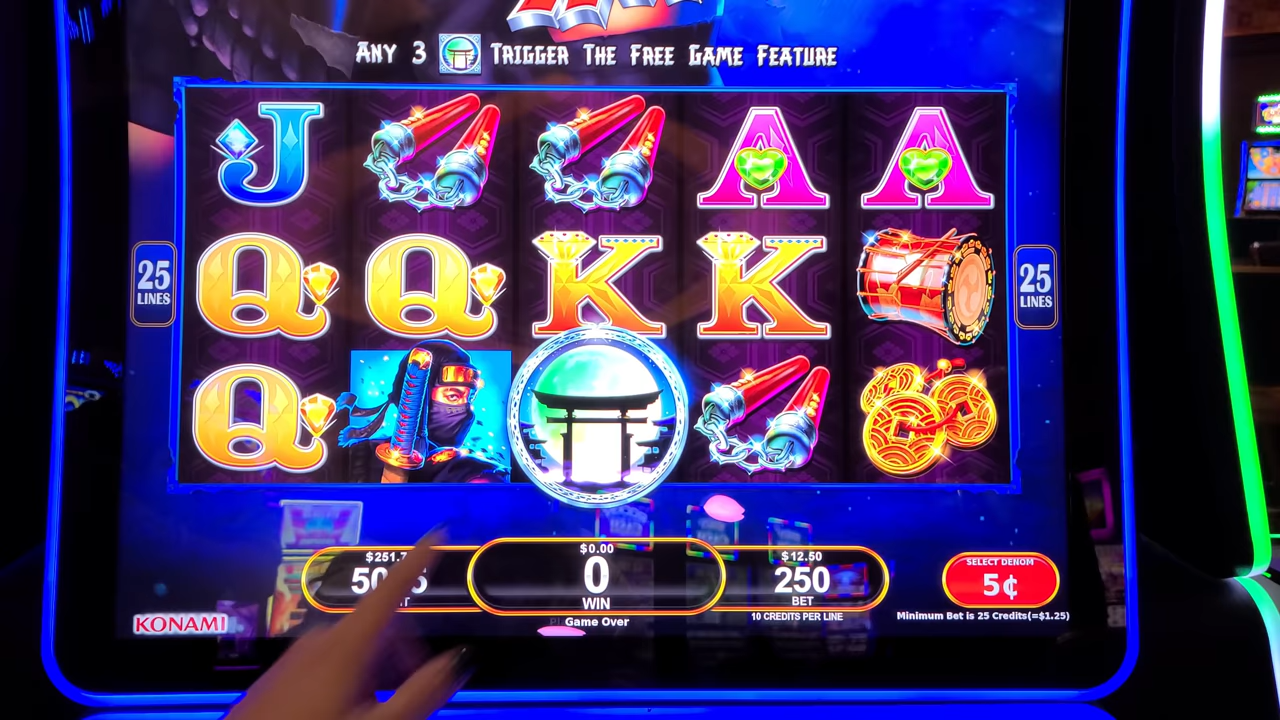 ANY 3 TRIGGER THE FREE GAME FEATURE
J A A
25 LINES
Q Q K K
25 LINES
Q
$0.00
0
WIN
$12.50
250
BET
10 CREDITS PER LINE
SELECT DENOM
5¢
Minimum Bet is 25 Credits(=$1.25)
KONAMI
Game Over